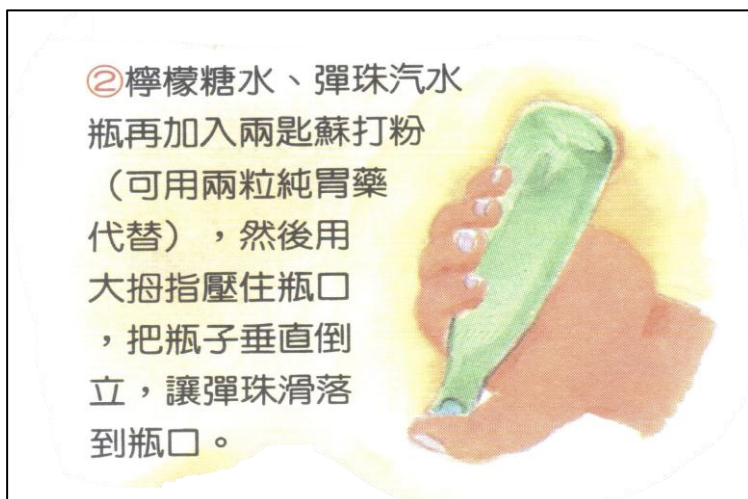 ②檸檬糖水、彈珠汽水
瓶再加入兩匙蘇打粉
（可用兩粒純胃藥
代替），然後用
大拇指壓住瓶口
，把瓶子垂直倒
立，讓彈珠滑落
到瓶口。